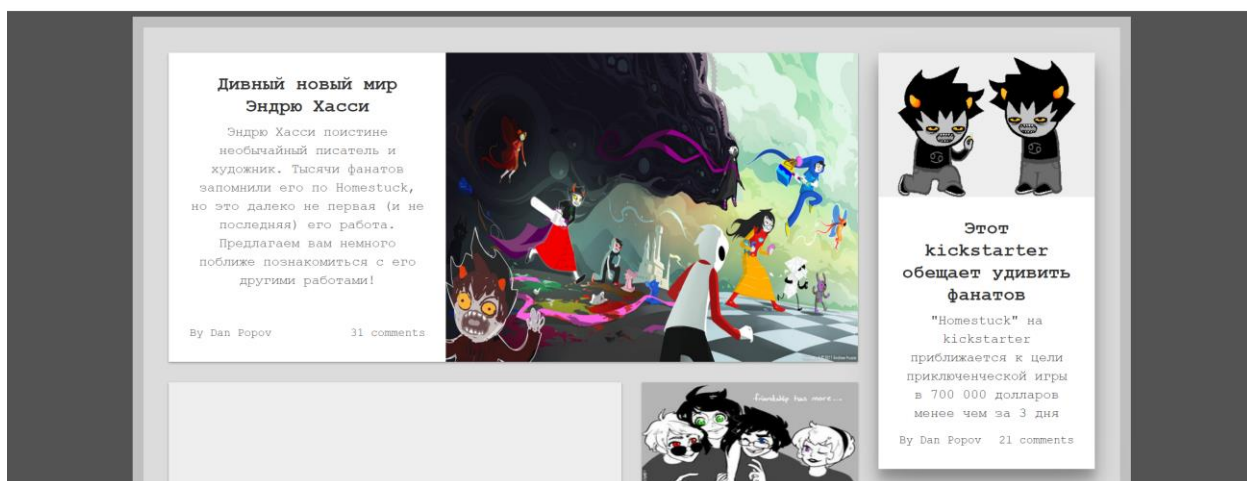 Дивный новый мир
Эндрю Хасси
Эндрю Хасси поистине
необычайный писатель и
художник. Тысячи фанатов
запомнили его по Homestuck,
но это далеко не первая (и не
последняя) его работа.
Предлагаем вам немного
поближе познакомиться с его
другими работами!
By Dan Popov 31 comments
Этот
kickstarter
обещает удивить
фанатов
"Homestuck" на
kickstarter
приближается к цели
приключенческой игры
в 700 000 долларов
менее чем за 3 дня
By Dan Popov 21 comments
friendship has more...